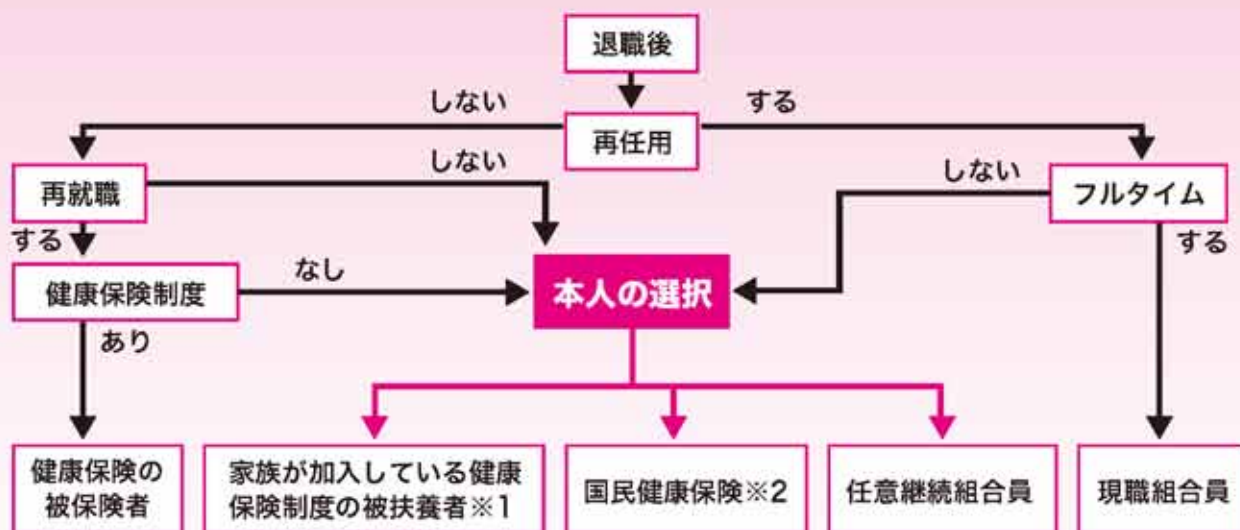 退職後
しない
する
再任用
しない
しない
再就職
フルタイム
する
する
健康保険制度
なし
本人の選択
あり
健康保険の
被保険者
家族が加入している健康
保険制度の被扶養者※1
国民健康保険※2
任意継続組合員
現職組合員